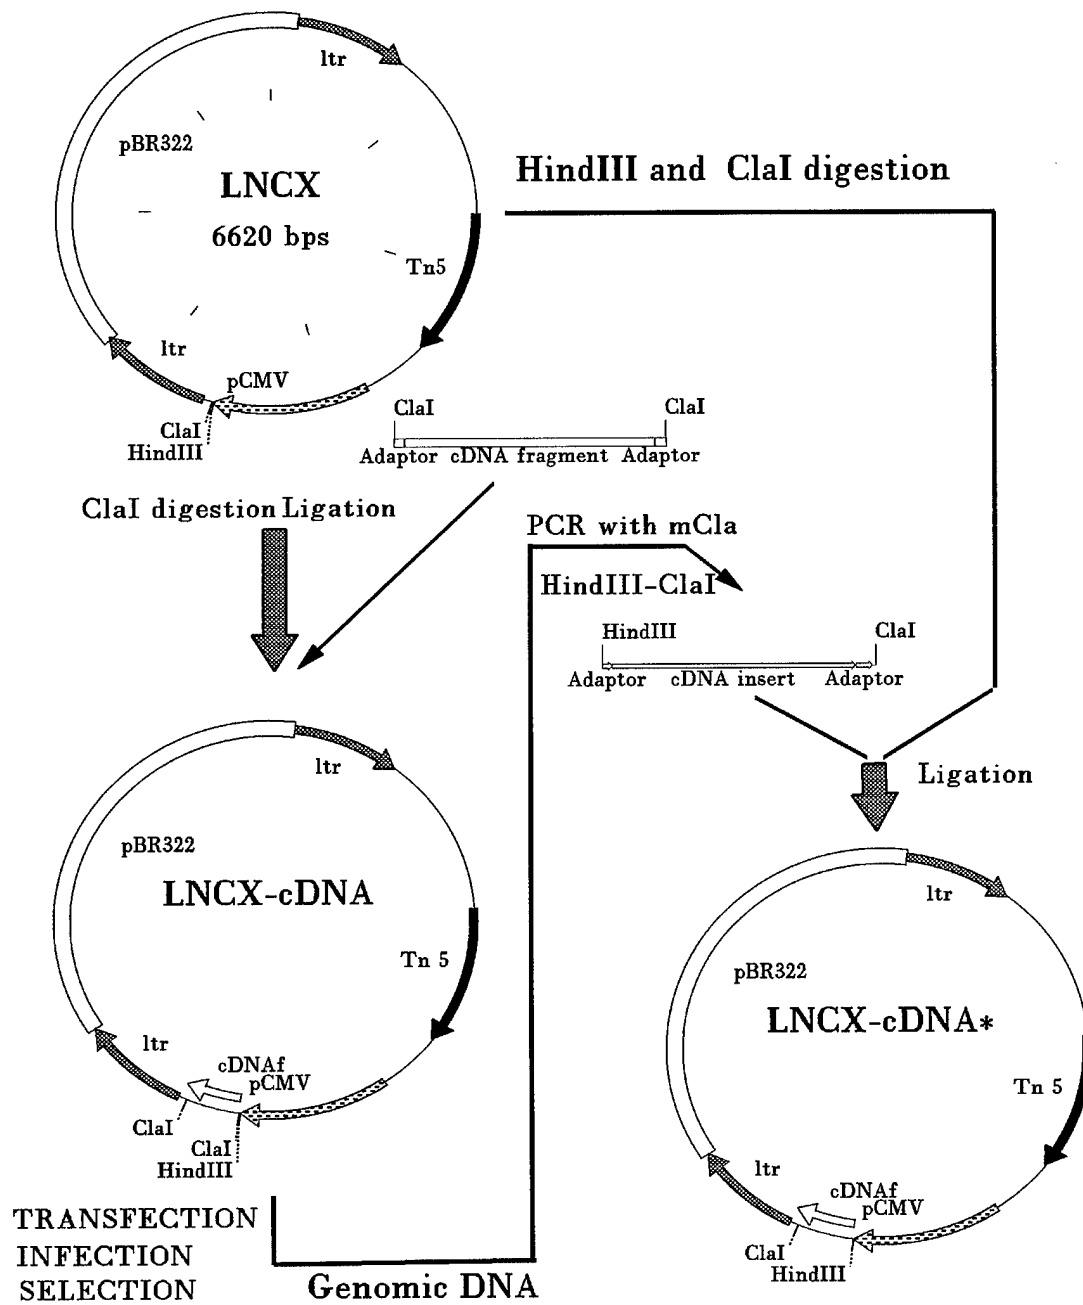 ltr
pBR322
LNCX
6620 bps
Tn5
ltr
pCMV
ClaI
HindIII
HindIII and ClaI digestion
ClaI
ClaI
Adaptor cDNA fragment Adaptor
ClaI digestion Ligation
PCR with mCla
HindIII-ClaI
HindIII
ClaI
Adaptor cDNA insert Adaptor
Ligation
ltr
pBR322
LNCX-cDNA
Tn 5
ltr
cDNAf
pCMV
ClaI
ClaI
HindIII
TRANSFECTION
INFECTION
SELECTION
Genomic DNA
ltr
pBR322
LNCX-cDNA*
Tn 5
ltr
cDNAf
pCMV
ClaI
HindIII